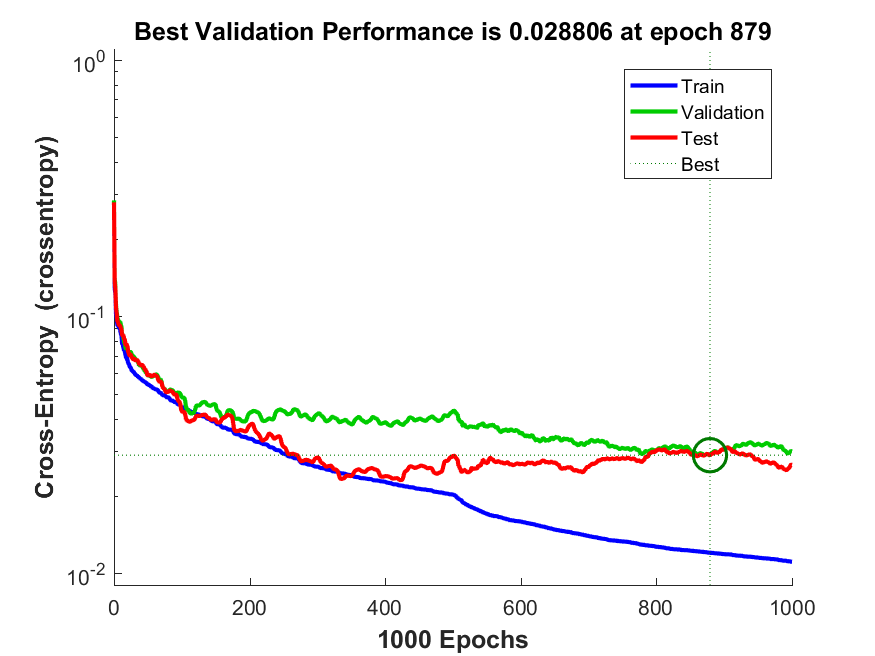 Best Validation Performance is 0.028806 at epoch 879
10^0
10^-1
10^-2
Cross-Entropy (crossentropy)
Train
Validation
Test
Best
0 200 400 600 800 1000
1000 Epochs